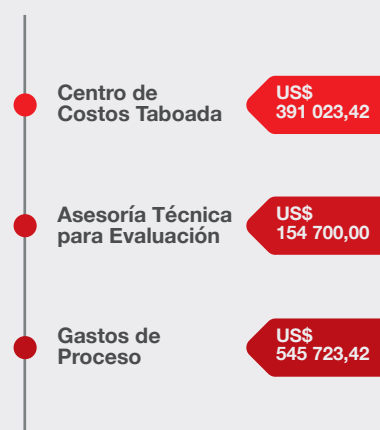 Centro de
Costos Taboada
US$
391 023,42
Asesoría Técnica
para Evaluación
US$
154 700,00
Gastos de
Proceso
US$
545 723,42